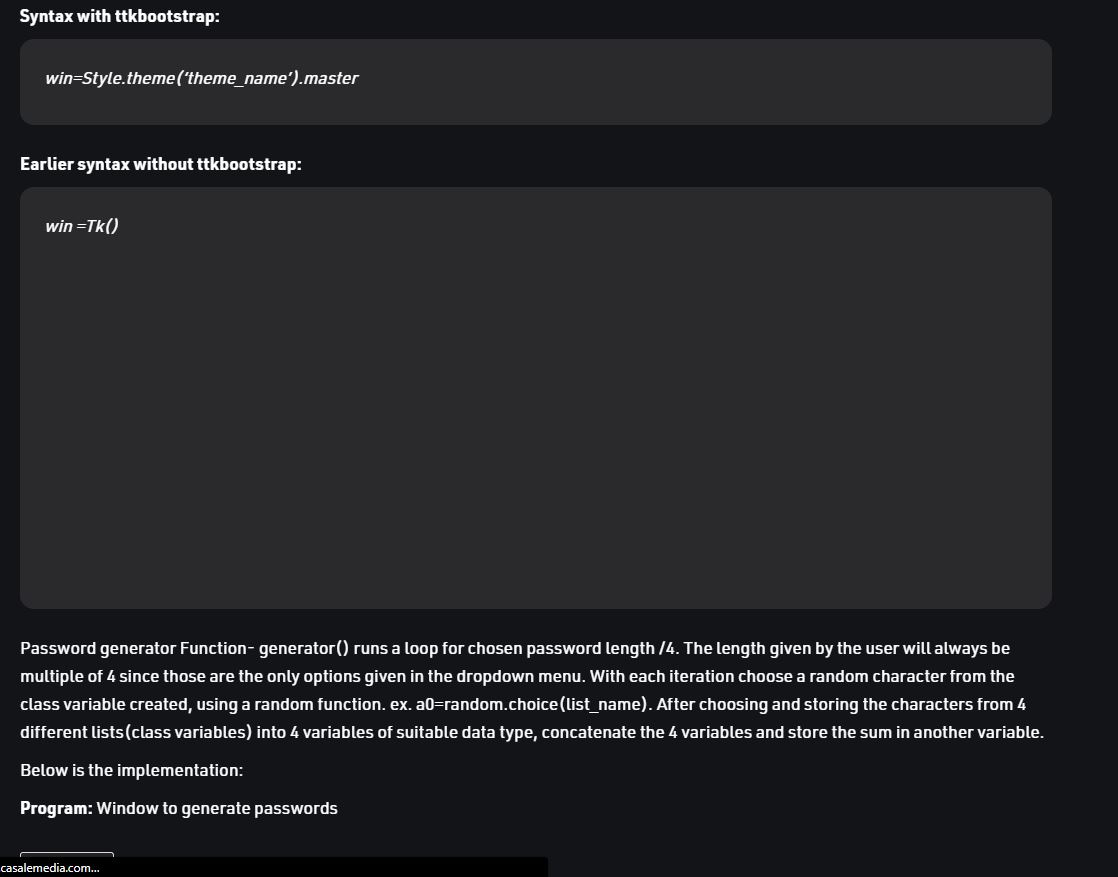 Syntax with ttkbootstrap:
win=Style.theme(‘theme_name’).master
Earlier syntax without ttkbootstrap:
win =Tk()
Password generator Function- generator() runs a loop for chosen password length /4. The length given by the user will always be
multiple of 4 since those are the only options given in the dropdown menu. With each iteration choose a random character from the
class variable created, using a random function. ex. a0=random.choice(list_name). After choosing and storing the characters from 4
different lists(class variables) into 4 variables of suitable data type, concatenate the 4 variables and store the sum in another variable.
Below is the implementation:
Program: Window to generate passwords
casalemedia.com...